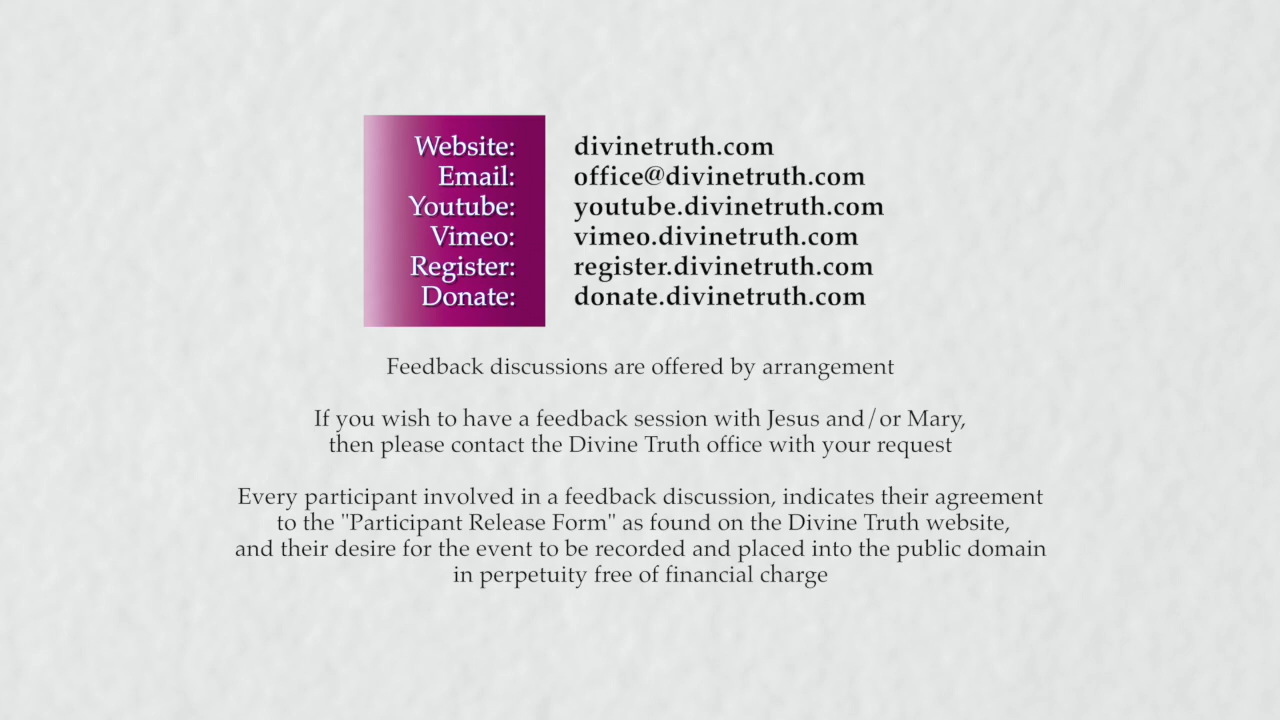 Website: divinetruth.com
Email: office@divinetruth.com
Youtube: youtube.divinetruth.com
Vimeo: vimeo.divinetruth.com
Register: register.divinetruth.com
Donate: donate.divinetruth.com
Feedback discussions are offered by arrangement
If you wish to have a feedback session with Jesus and/or Mary,
then please contact the Divine Truth office with your request
Every participant involved in a feedback discussion, indicates their agreement
to the "Participant Release Form" as found on the Divine Truth website,
and their desire for the event to be recorded and placed into the public domain
in perpetuity free of financial charge